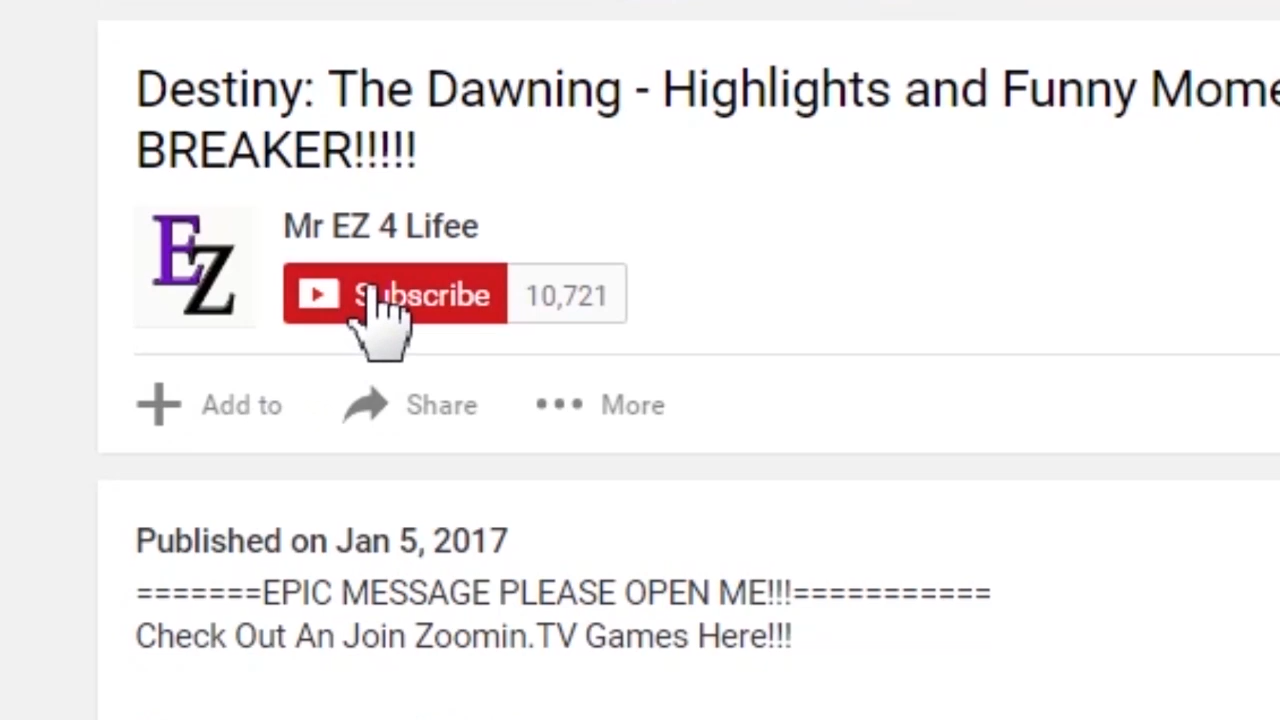 Destiny: The Dawning - Highlights and Funny
BREAKER!!!!!
EZ
Mr EZ 4 Lifee
Subscribe 10,721
Add to Share More
Published on Jan 5, 2017
=======EPIC MESSAGE PLEASE OPEN ME!!!===========
Check Out An Join Zoomin.TV Games Here!!!